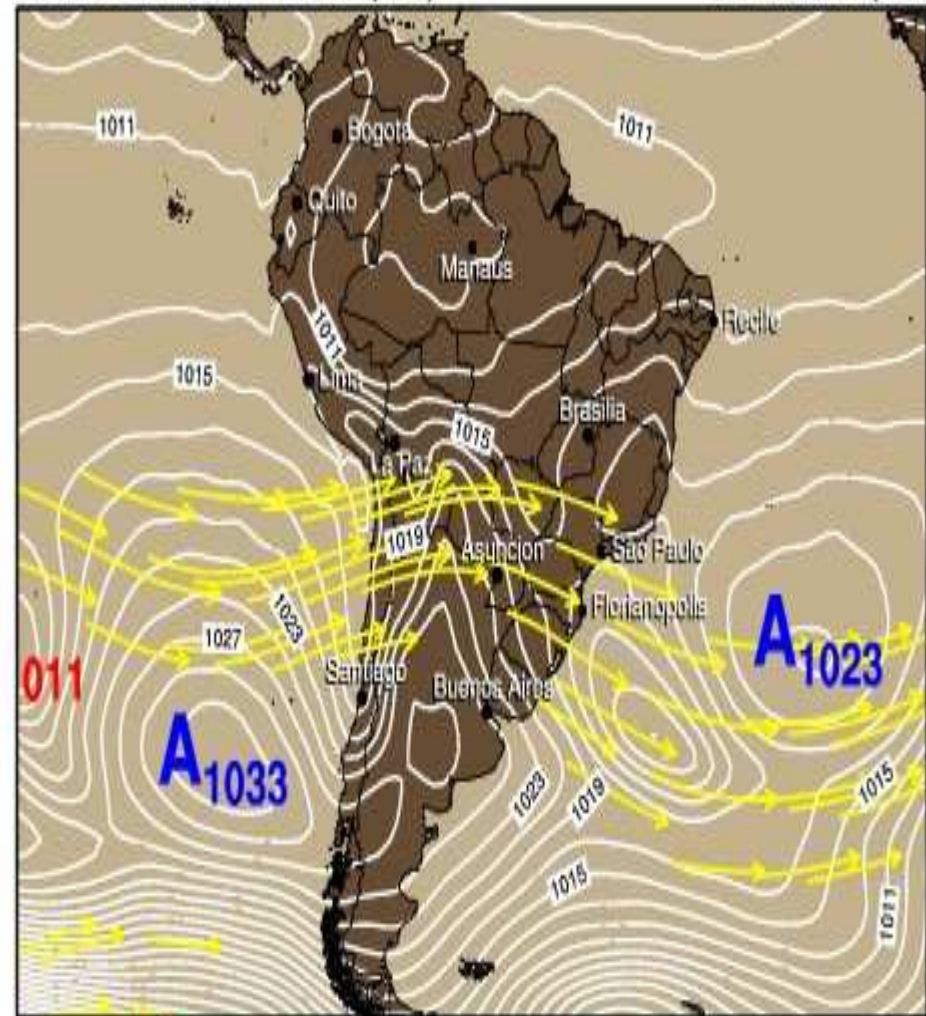 1011
1011
Bogota
Quito
Manaus
1011
Recife
1015
Lima
Brasilia
1015
La Paz
1019
Asuncion
Sao Paulo
1023
Florianopolis
1027
A1023
011
Santiago
Buenos Aires
A1033
1023
1019
1015
1015
1011